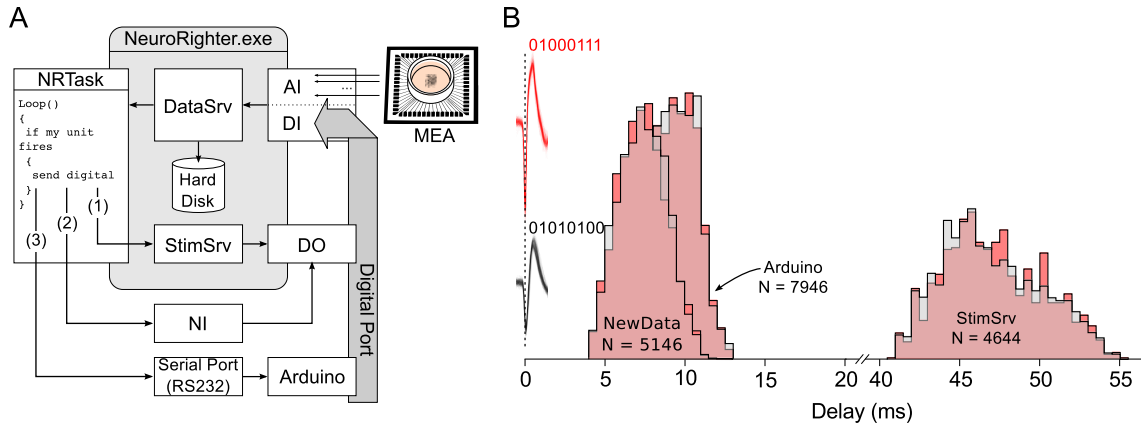 A
NeuroRighter.exe
NRTask
Loop()
{
if my unit
fires
{
send digital
}
}
(1)
(2)
(3)
DataSrv
Hard
Disk
StimSrv
NI
Serial Port
(RS232)
AI
...
DI
DO
Arduino
Digital Port
MEA
B
01000111
01010100
NewData
N = 5146
Arduino
N = 7946
StimSrv
N = 4644
0 5 10 15 20 40 45 50 55
Delay (ms)